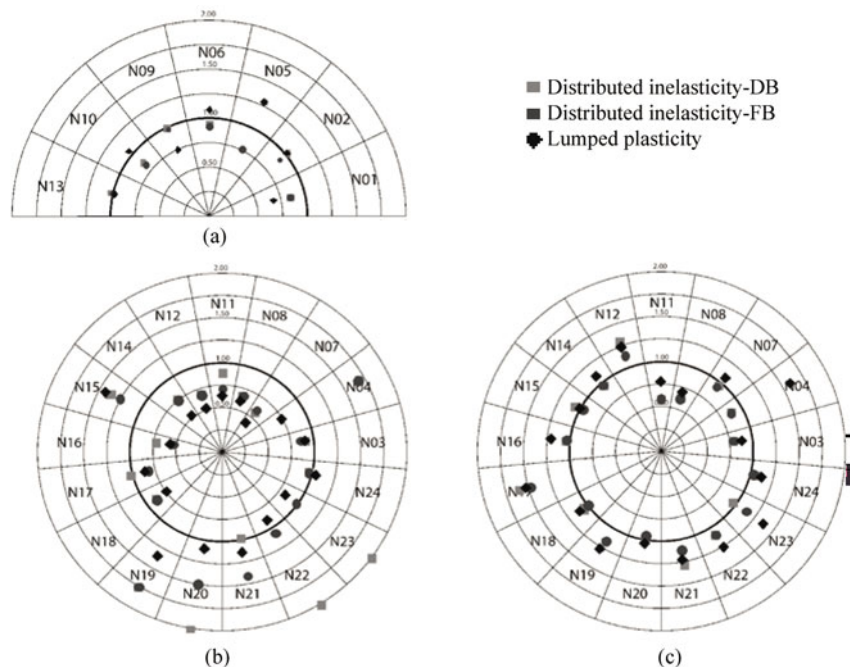 2.00
N06
N09
1.50
N05
N10
1.00
N02
0.50
N13
N01
(a)
Distributed inelasticity-DB
Distributed inelasticity-FB
Lumped plasticity
2.00
N11
N12
1.50
N08
N14
N07
1.00
N15
N04
N16
N03
N17
N24
N18
N23
N19
N22
N20
N21
(b)
2.00
N11
N12
1.50
N08
N14
N07
1.00
N15
N04
N16
N03
N24
N18
N23
N19
N22
N20
N21
(c)